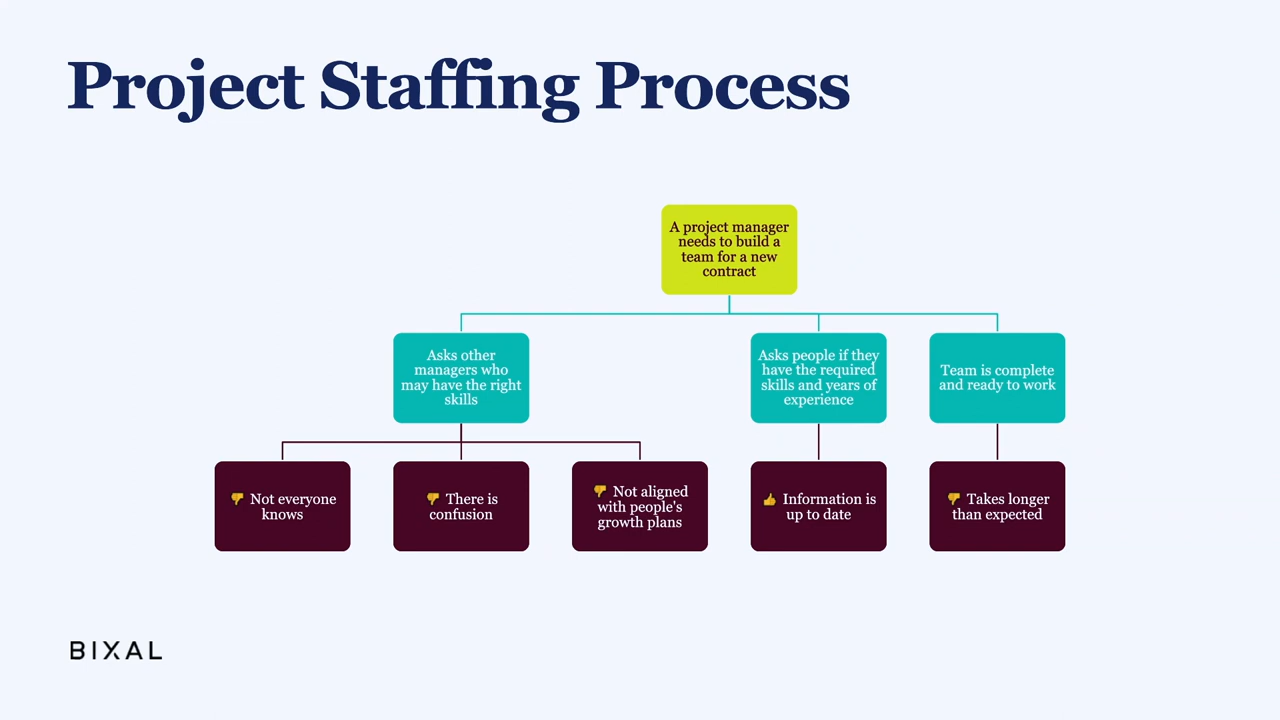 Project Staffing Process
A project manager
needs to build a
team for a new
contract
Asks other
managers who
may have the right
skills
Asks people if they
have the required
skills and years of
experience
Team is complete
and ready to work
👎 Not everyone
knows
👎 There is
confusion
👎 Not aligned
with people's
growth plans
👍 Information is
up to date
👎 Takes longer
than expected
BIXAL